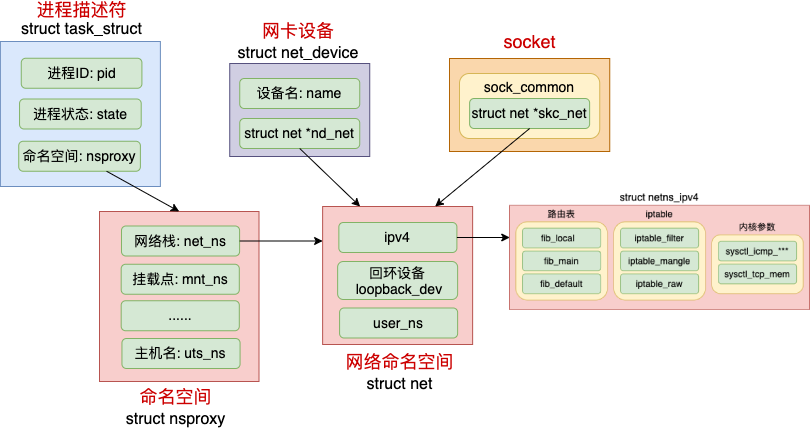 进程描述符
struct task_struct
进程ID: pid
进程状态: state
命名空间: nsproxy
网卡设备
struct net_device
设备名: name
struct net *nd_net
socket
sock_common
struct net *skc_net
网络栈: net_ns
挂载点: mnt_ns
......
主机名: uts_ns
命名空间
struct nsproxy
ipv4
回环设备
loopback_dev
user_ns
网络命名空间
struct net
struct netns_ipv4
路由表
fib_local
fib_main
fib_default
iptable
iptable_filter
iptable_mangle
iptable_raw
内核参数
sysctl_icmp_***
sysctl_tcp_mem